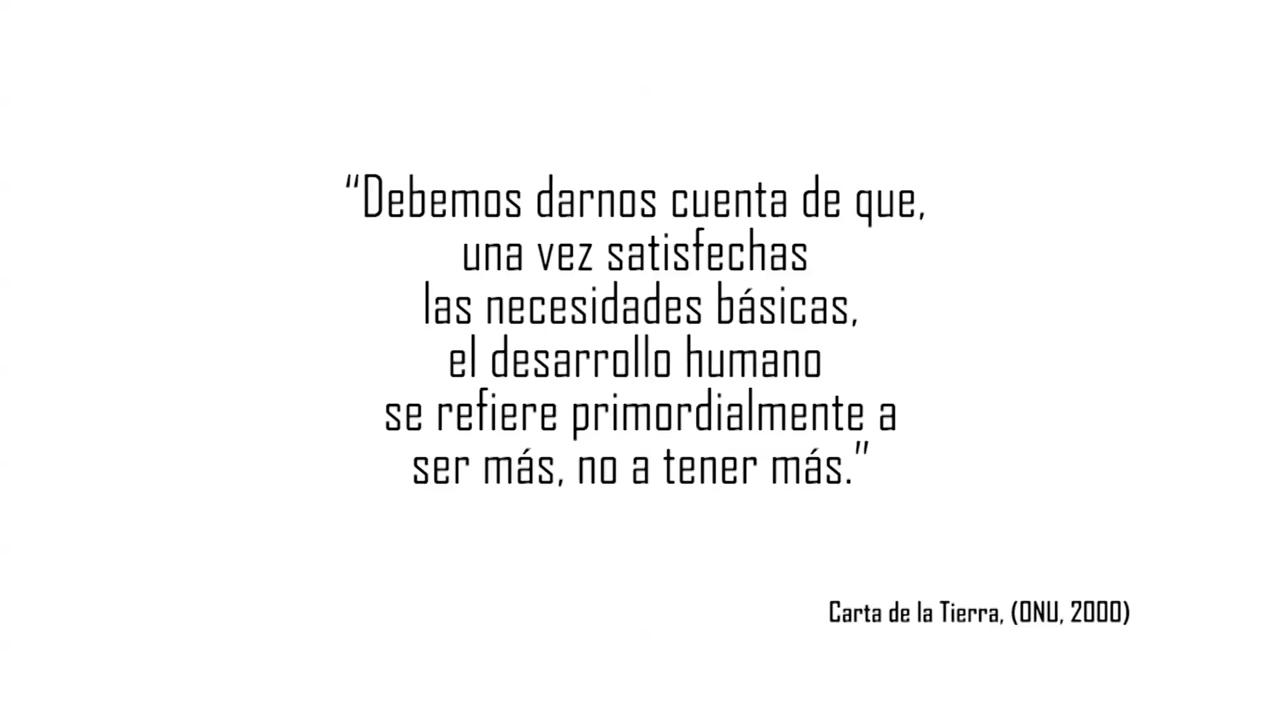 “Debemos darnos cuenta de que,
una vez satisfechas
las necesidades básicas,
el desarrollo humano
se refiere primordialmente a
ser más, no a tener más.”
Carta de la Tierra, (ONU, 2000)